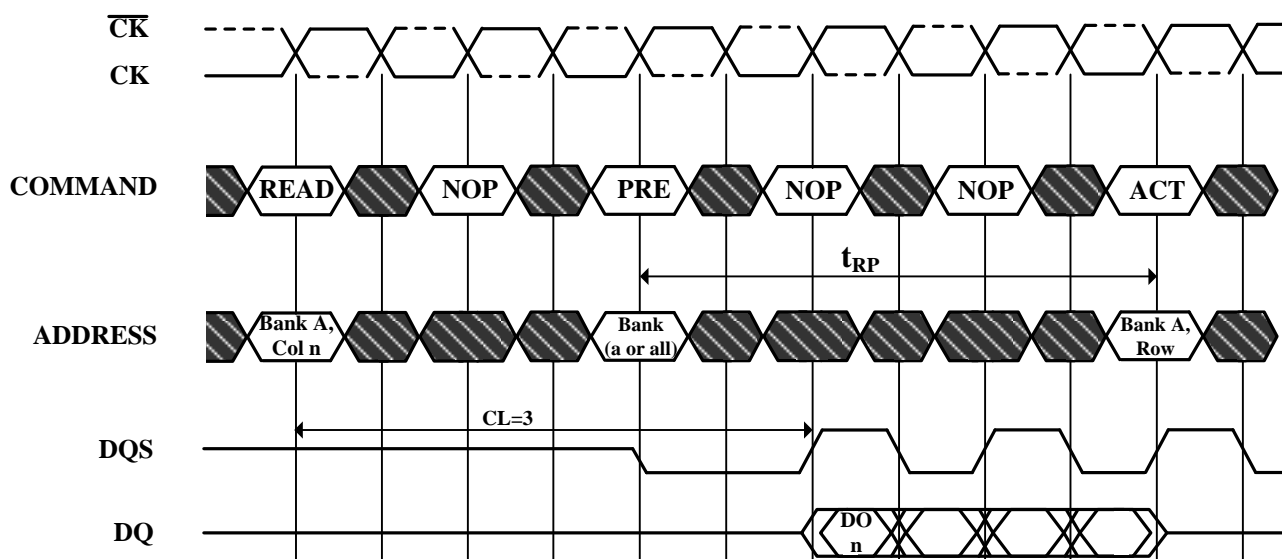 CK
CK
COMMAND
READ NOP PRE NOP NOP ACT
tRP
ADDRESS
Bank A,
Col n
Bank
(a or all)
Bank A,
Row
CL=3
DQS
DQ
DO
n